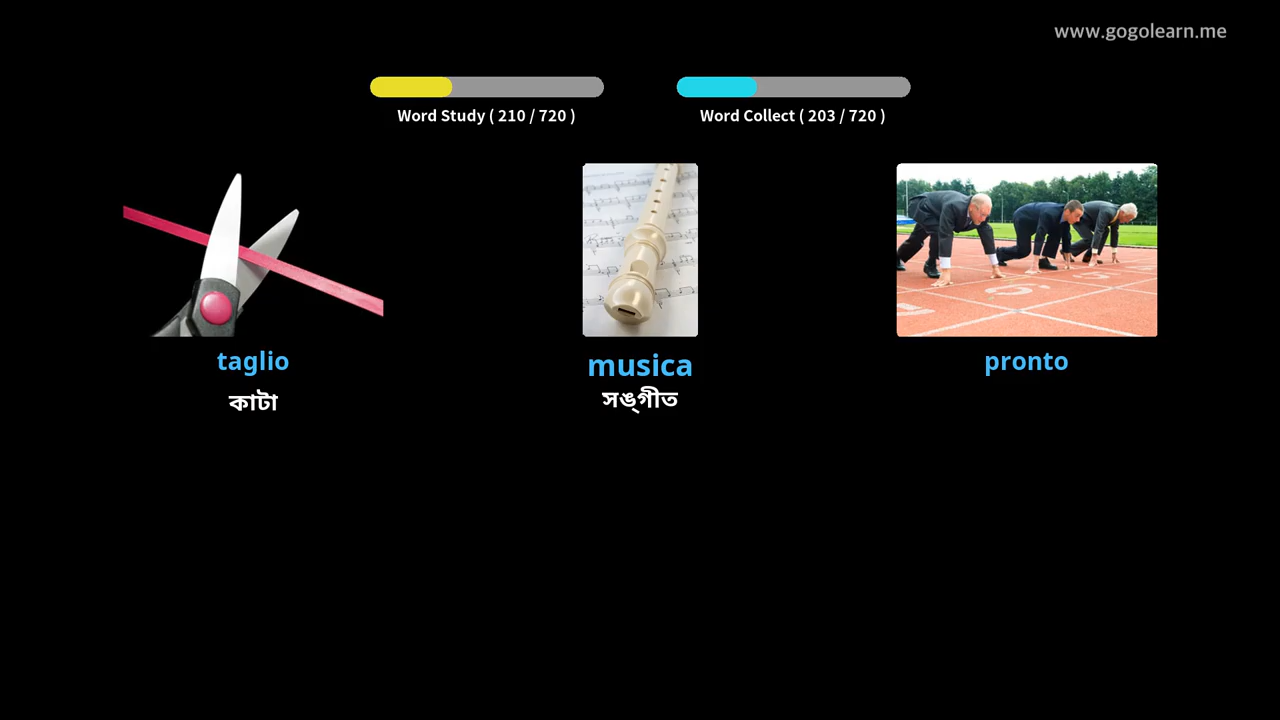 www.gogolearn.me
Word Study ( 210 / 720 )
Word Collect ( 203 / 720 )
taglio
musica
pronto
কাটা
সঙ্গীত